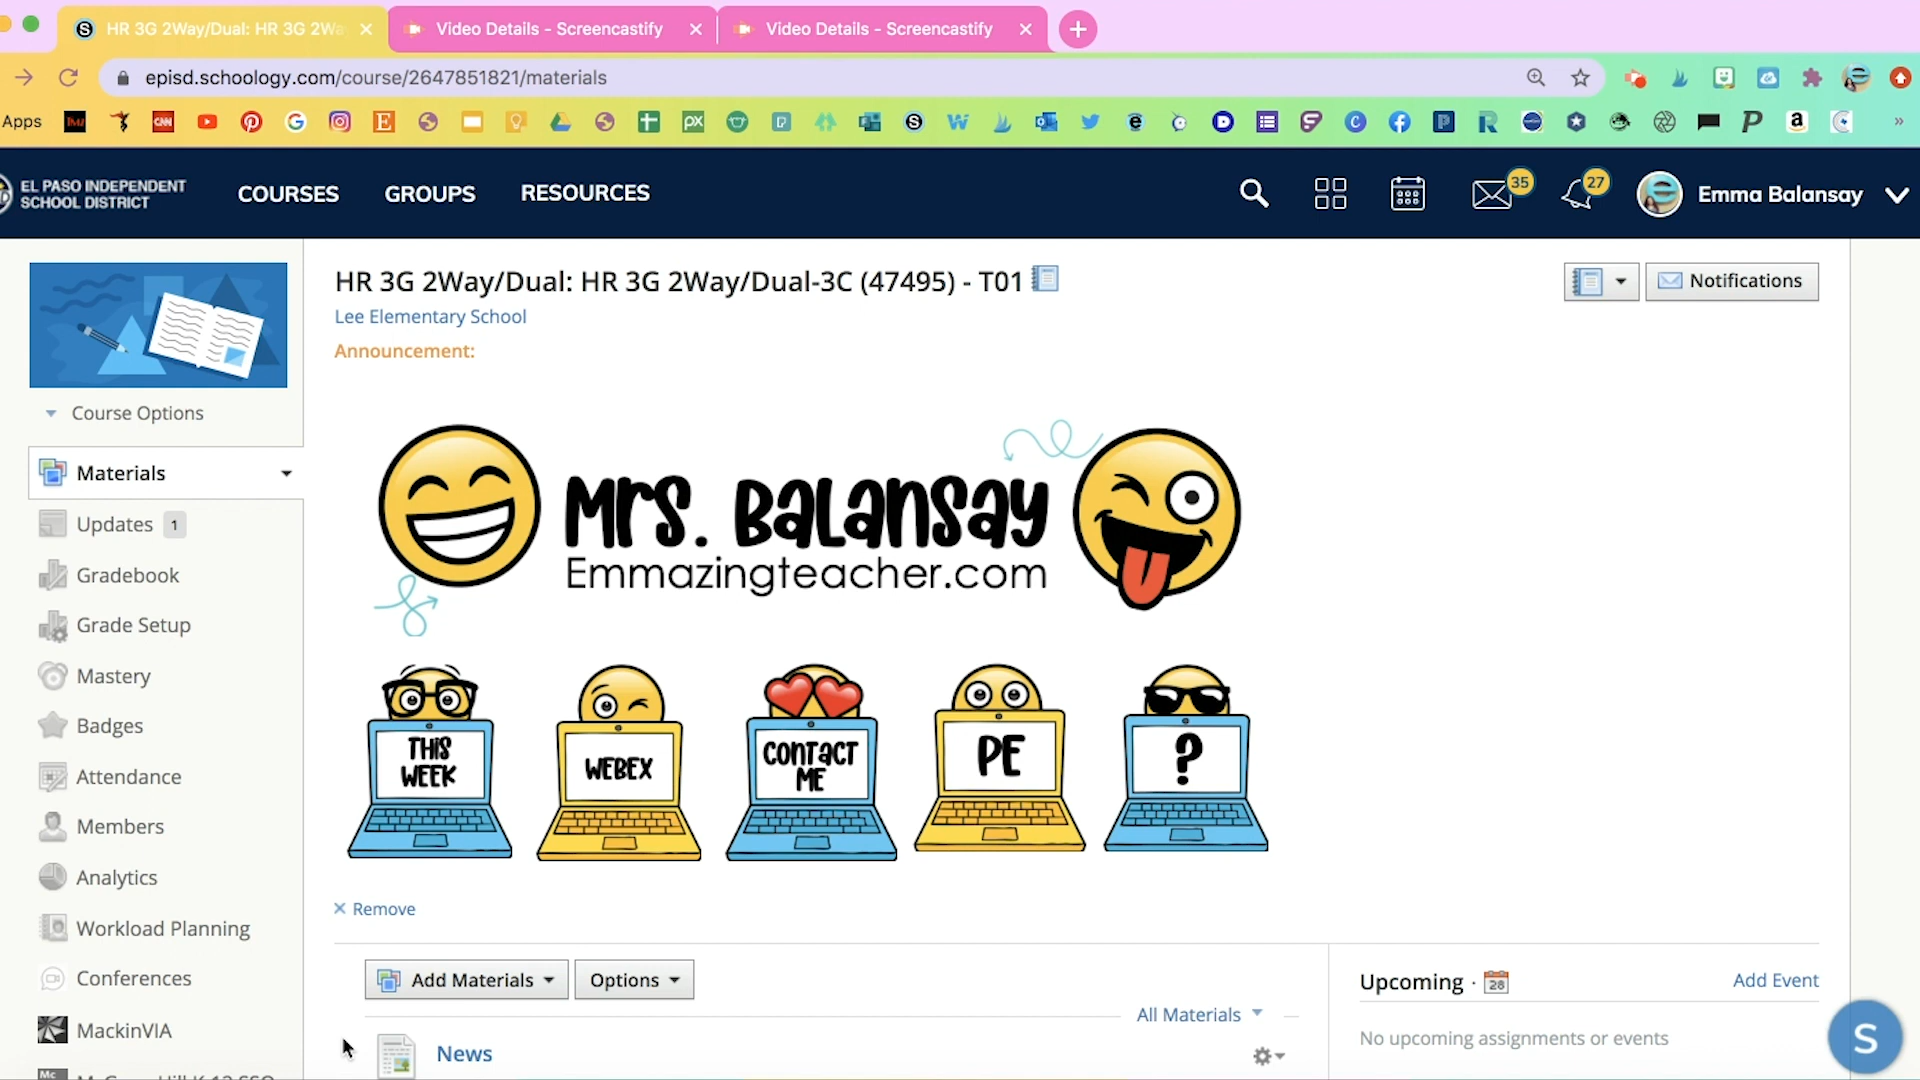 HR 3G 2Way/Dual: HR 3G 2Wa
Video Details - Screencastify
Video Details - Screencastify
episd.schoology.com/course/2647851821/materials
Apps
EL PASO INDEPENDENT
SCHOOL DISTRICT
COURSES
GROUPS
RESOURCES
35
27
Emma Balansay
HR 3G 2Way/Dual: HR 3G 2Way/Dual-3C (47495) - T01
Notifications
Lee Elementary School
Announcement:
Course Options
Materials
Updates 1
Gradebook
Grade Setup
Mastery
Badges
Attendance
Members
Analytics
Workload Planning
Conferences
MackinVIA
Mrs. Balansay
Emmazingteacher.com
THIS
WEEK
WEBEX
CONTACT
ME
PE
?
Remove
Add Materials
Options
All Materials
News
Upcoming · 28
Add Event
No upcoming assignments or events
S